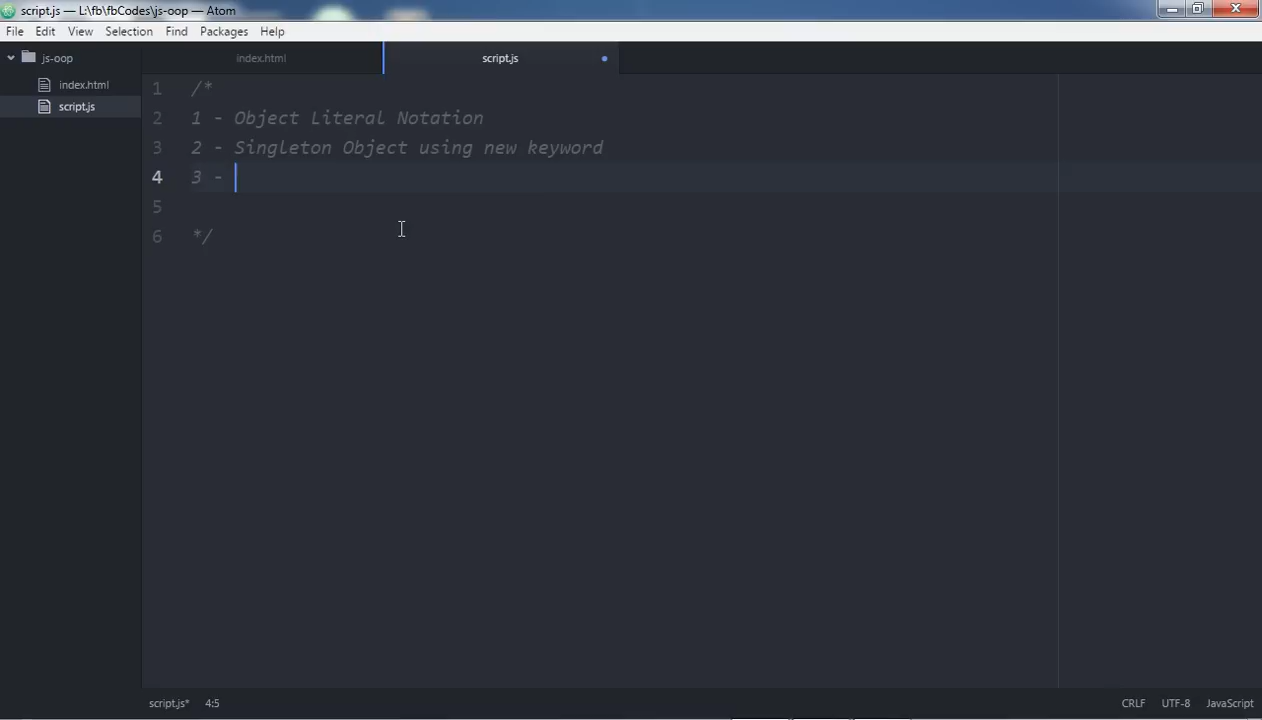 script.js — L:\fb\fbCodes\js-oop — Atom
File Edit View Selection Find Packages Help
js-oop
index.html
script.js
index.html script.js
1 /*
2 1 - Object Literal Notation
3 2 - Singleton Object using new keyword
4 3 -
5
6 */
script.js* 4:5 CRLF UTF-8 JavaScript